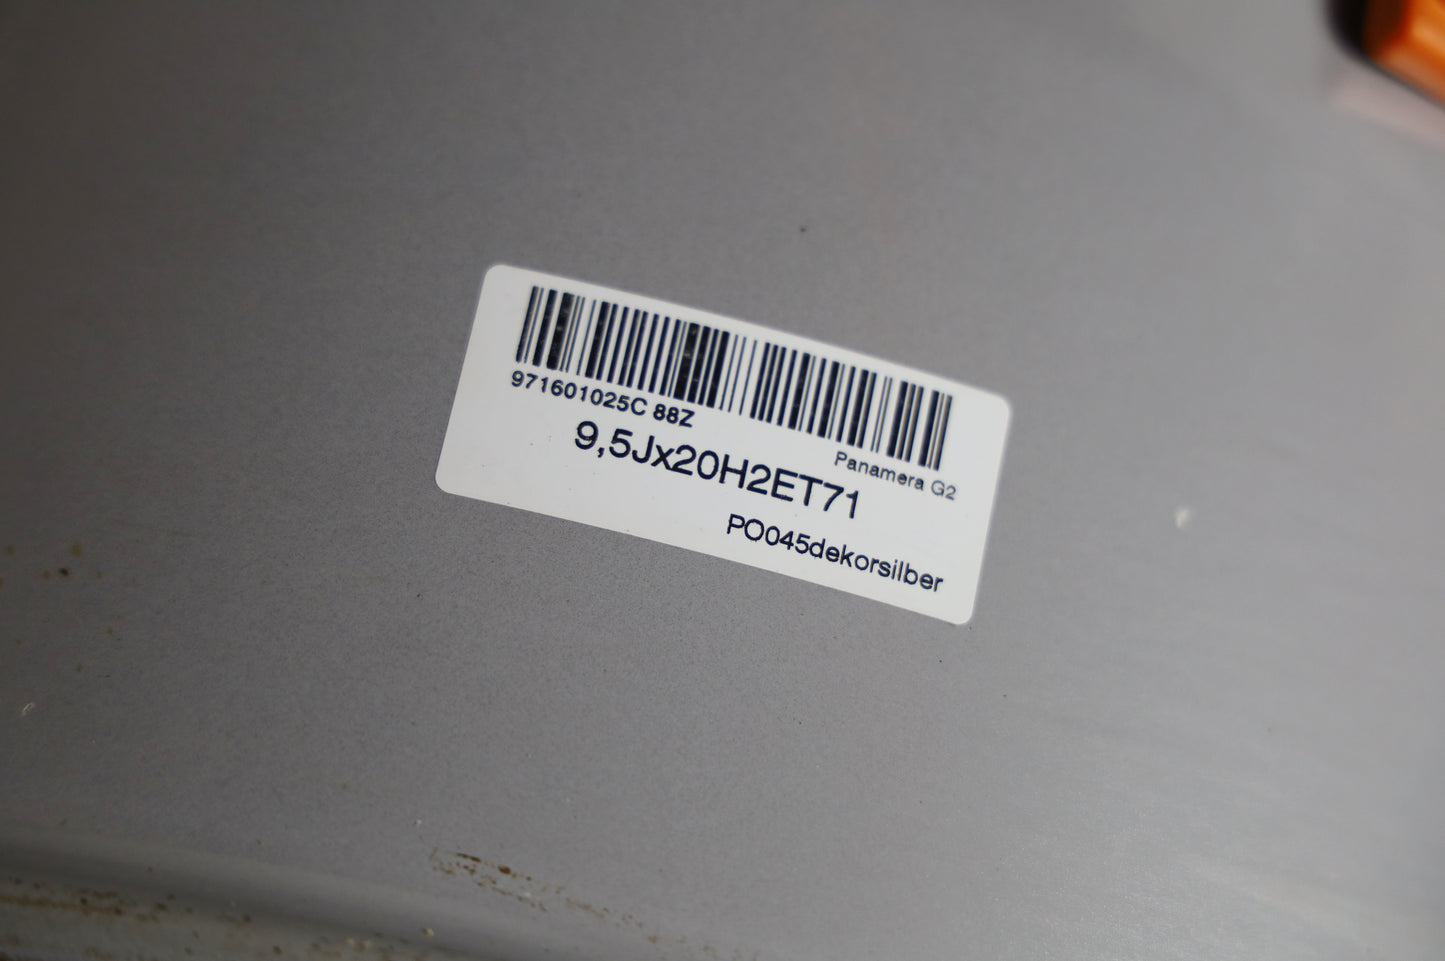 971601025C 88Z
Panamera G2
9,5Jx20H2ET71
PO045dekorsilber